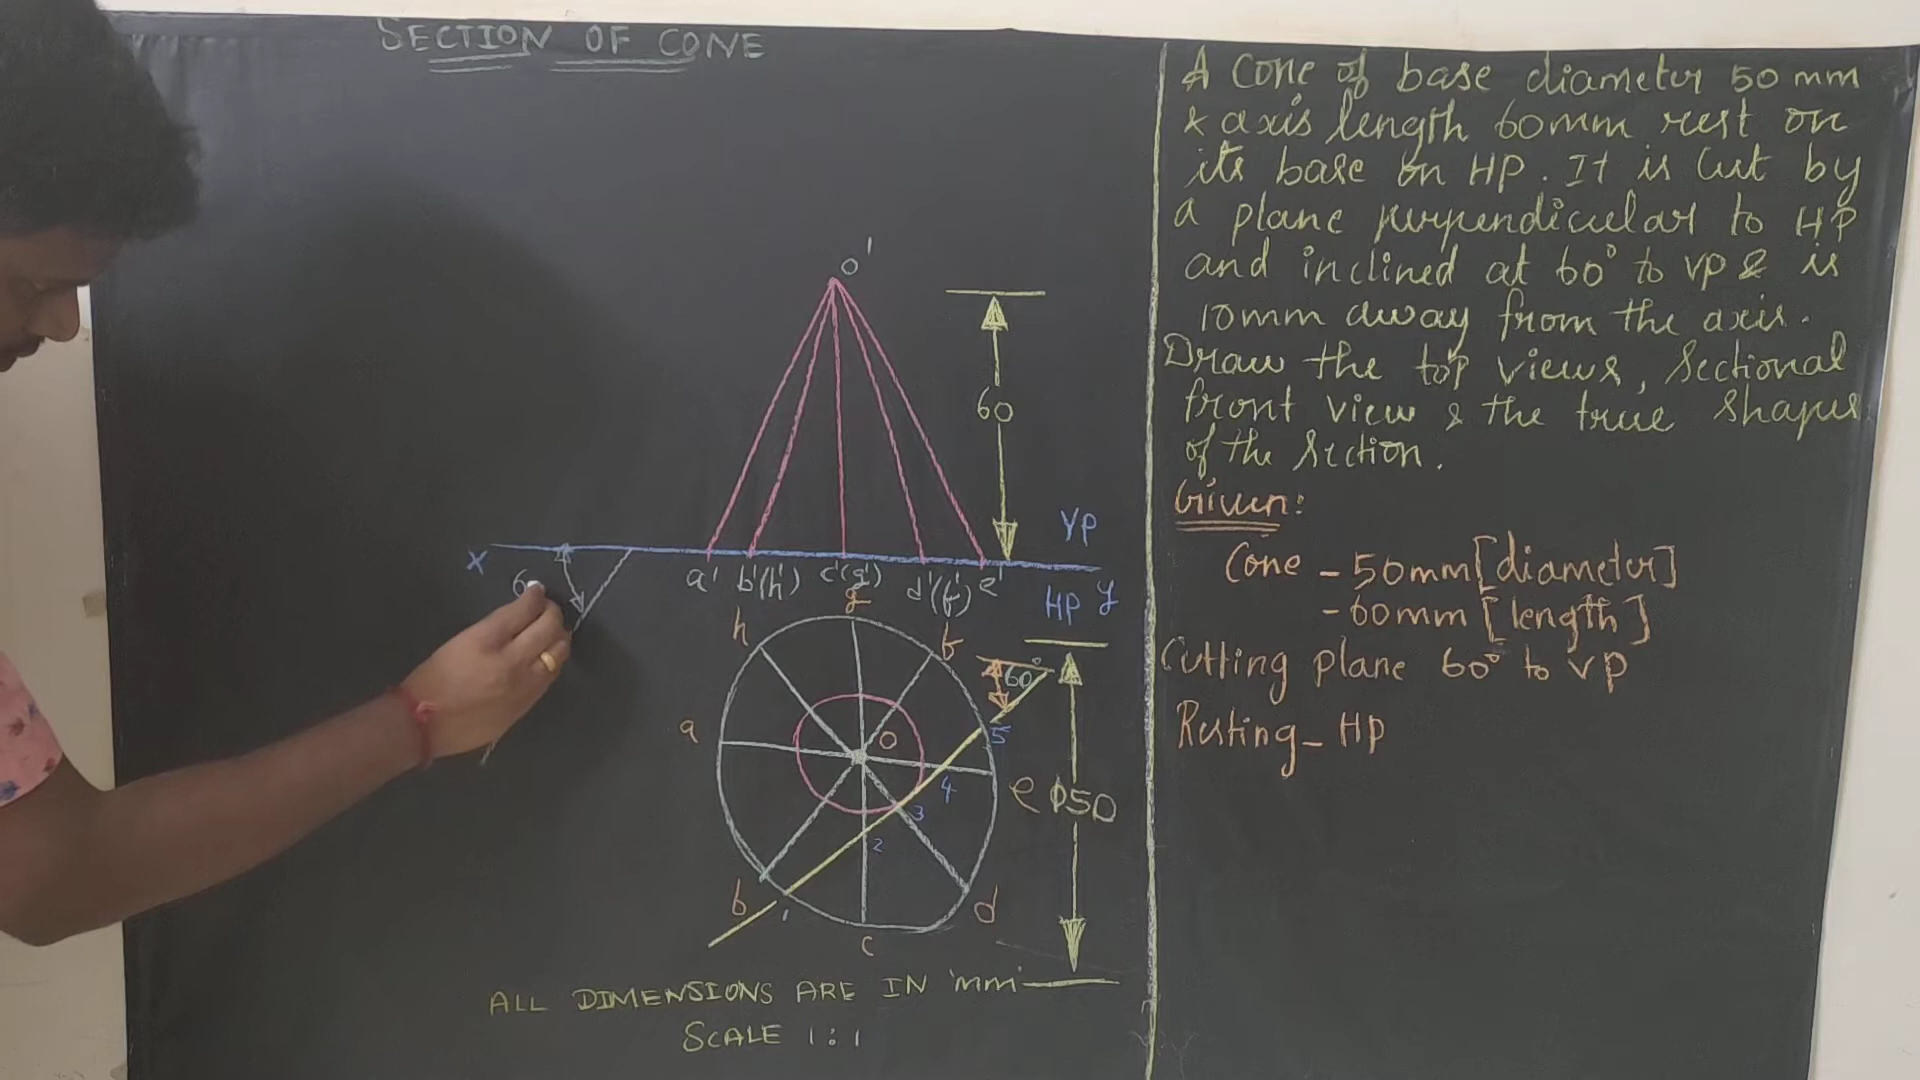 SECTION OF CONE
A Cone of base diameter 50 mm
& axis length 60mm rest on
its base on HP. It is Cut by
a plane perpendicular to HP
and inclined at 60° to VP & is
10mm away from the axis.
Draw the top views, Sectional
front view & the true shapes
of the Section.
Given:
Cone - 50mm [diameter]
- 60mm [length]
Cutting plane 60° to VP
Resting - HP
o'
60
VP
X
a' b'(h') c'(g') d'(f') e'
HP y
6
g
h
f
60°
a
O
5
e
4
φ50
3
2
b
1
d
c
ALL DIMENSIONS ARE IN 'mm'
SCALE 1:1